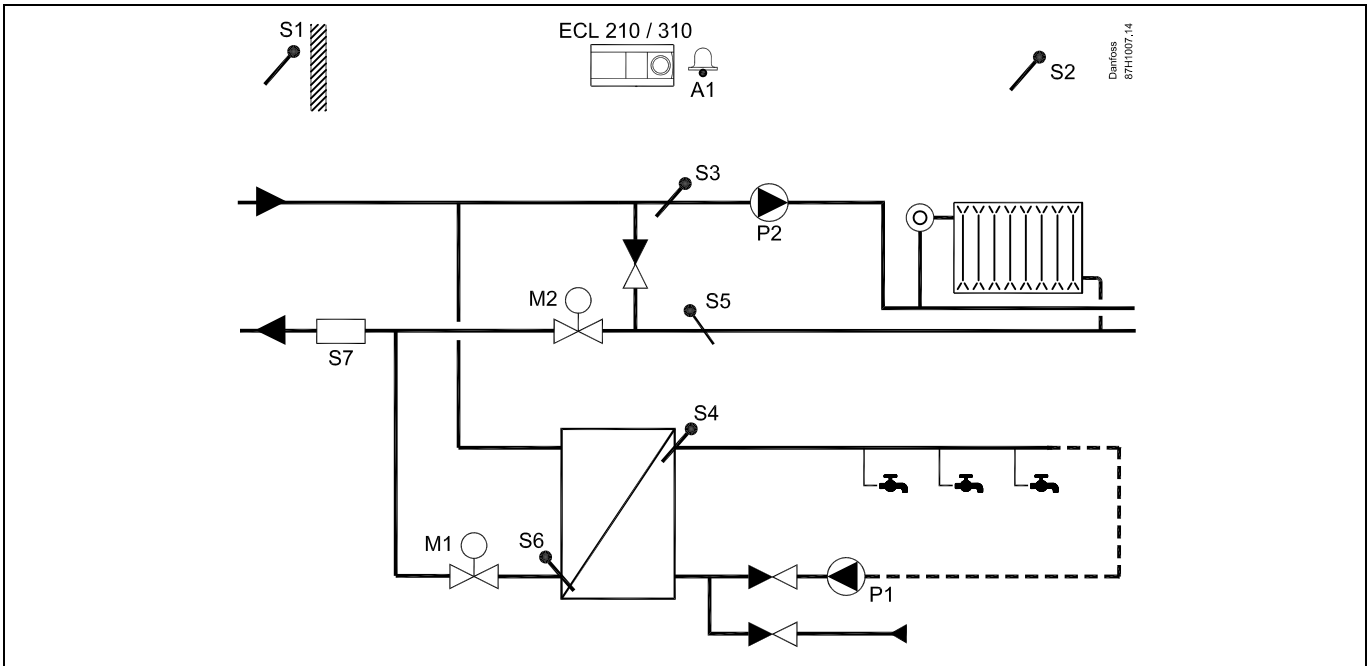 S1
ECL 210 / 310
A1
S2
Danfoss
87H1007.14
S3
P2
M2
S5
S7
S4
M1
S6
P1